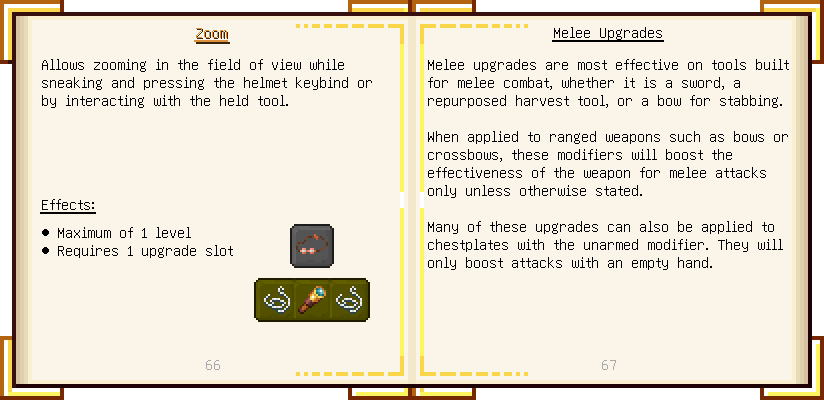 Zoom
Allows zooming in the field of view while
sneaking and pressing the helmet keybind or
by interacting with the held tool.
Effects:
● Maximum of 1 level
● Requires 1 upgrade slot
66
Melee Upgrades
Melee upgrades are most effective on tools built
for melee combat, whether it is a sword, a
repurposed harvest tool, or a bow for stabbing.
When applied to ranged weapons such as bows or
crossbows, these modifiers will boost the
effectiveness of the weapon for melee attacks
only unless otherwise stated.
Many of these upgrades can also be applied to
chestplates with the unarmed modifier. They will
only boost attacks with an empty hand.
67